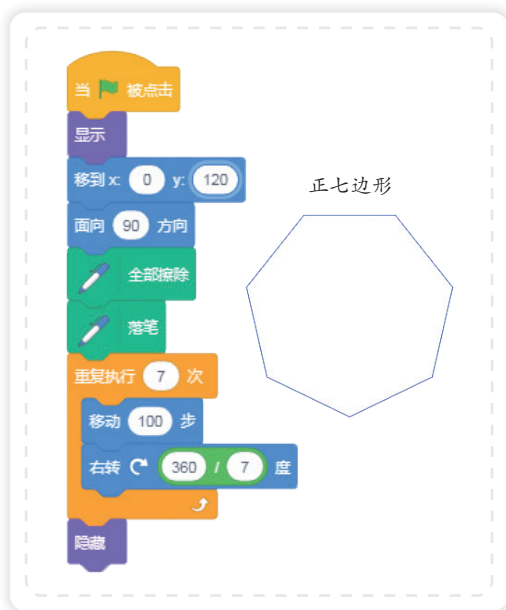 当 被点击
显示
移到 x: 0 y: 120
面向 90 方向
全部擦除
落笔
重复执行 7 次
移动 100 步
右转 360 / 7 度
隐藏
正七边形